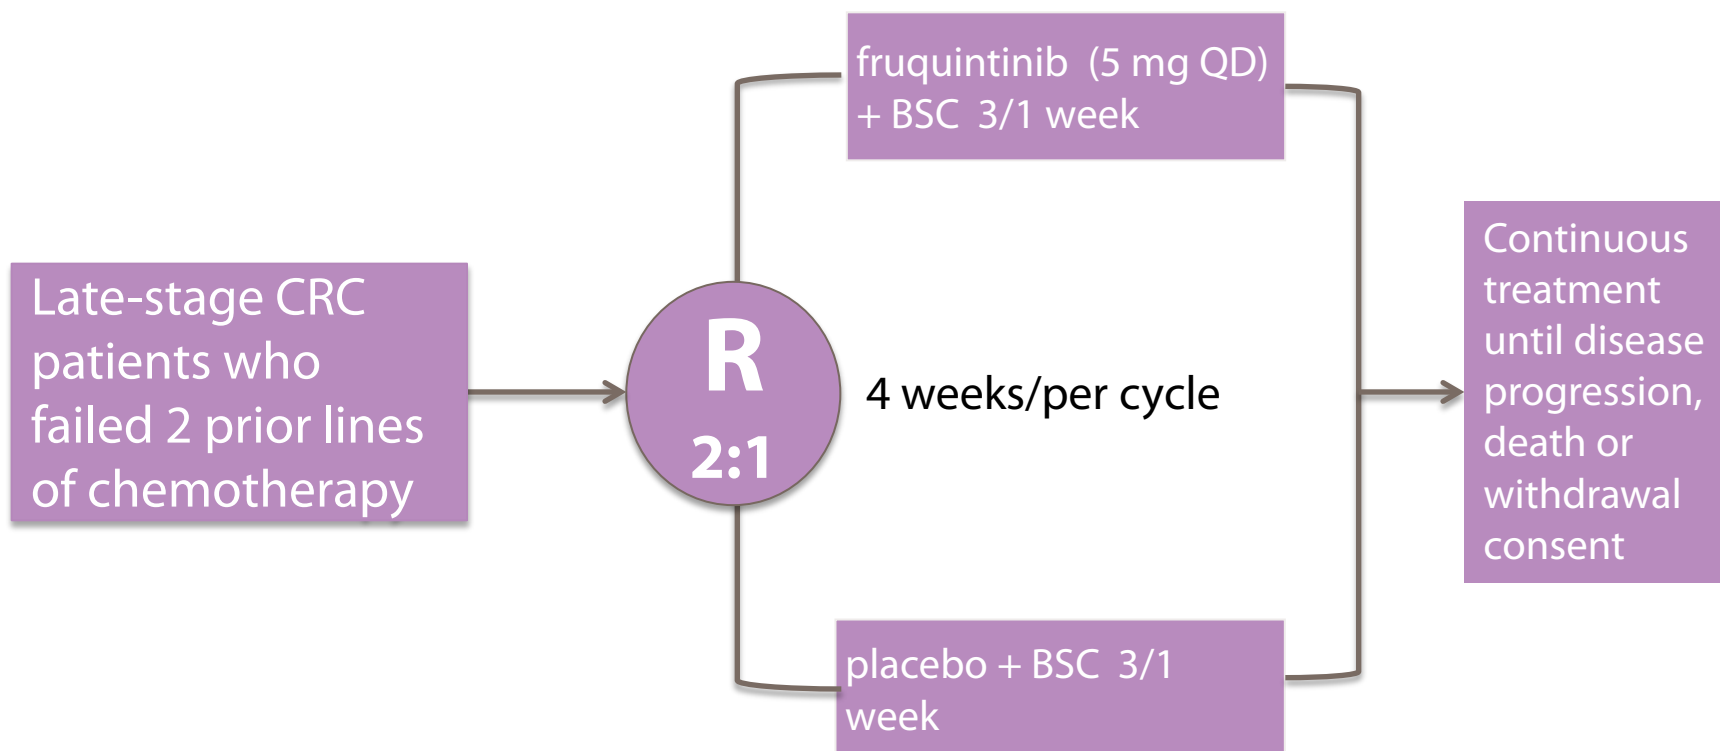 Late-stage CRC
patients who
failed 2 prior lines
of chemotherapy
R
2:1
fruquintinib (5 mg QD)
+ BSC 3/1 week
4 weeks/per cycle
placebo + BSC 3/1
week
Continuous
treatment
until disease
progression,
death or
withdrawal
consent